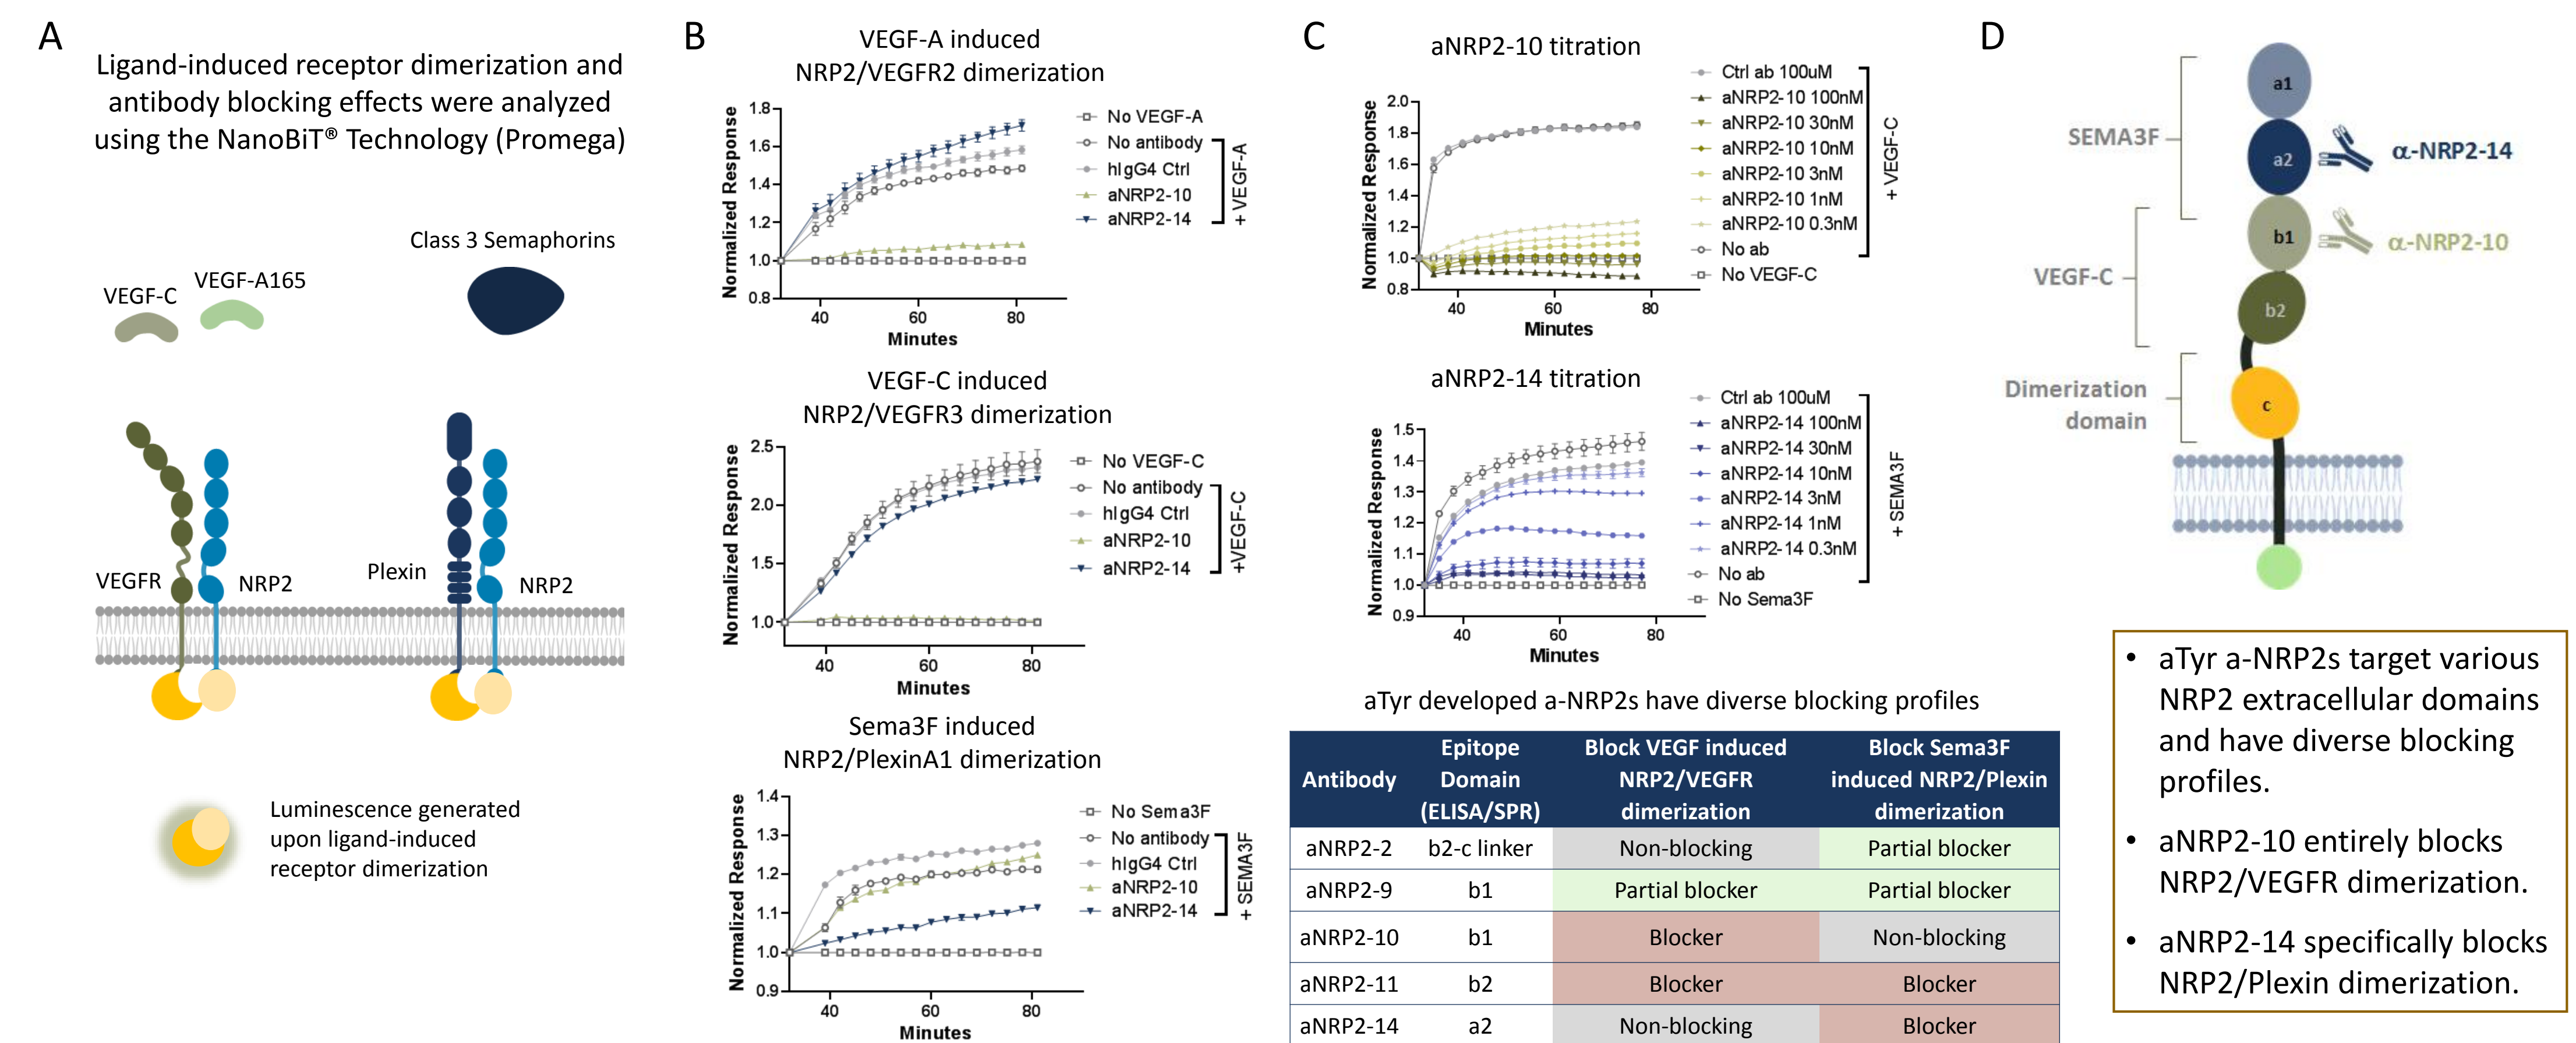 A
Ligand-induced receptor dimerization and
antibody blocking effects were analyzed
using the NanoBiT® Technology (Promega)
Class 3 Semaphorins
VEGF-A165
VEGF-C
VEGFR
NRP2
Plexin
NRP2
Luminescence generated
upon ligand-induced
receptor dimerization
B
VEGF-A induced
NRP2/VEGFR2 dimerization
Normalized Response
1.8
1.6
1.4
1.2
1.0
0.8
40
60
80
Minutes
No VEGF-A
No antibody
hIgG4 Ctrl
aNRP2-10
aNRP2-14
+ VEGF-A
VEGF-C induced
NRP2/VEGFR3 dimerization
Normalized Response
2.5
2.0
1.5
1.0
40
60
80
Minutes
No VEGF-C
No antibody
hIgG4 Ctrl
aNRP2-10
aNRP2-14
+VEGF-C
Sema3F induced
NRP2/PlexinA1 dimerization
Normalized Response
1.4
1.3
1.2
1.1
1.0
0.9
40
60
80
Minutes
No Sema3F
No antibody
hIgG4 Ctrl
aNRP2-10
aNRP2-14
+ SEMA3F
C
aNRP2-10 titration
Normalized Response
2.0
1.8
1.6
1.4
1.2
1.0
0.8
40
60
80
Minutes
Ctrl ab 100uM
aNRP2-10 100nM
aNRP2-10 30nM
aNRP2-10 10nM
aNRP2-10 3nM
aNRP2-10 1nM
aNRP2-10 0.3nM
No ab
No VEGF-C
+ VEGF-C
aNRP2-14 titration
Normalized Response
1.5
1.4
1.3
1.2
1.1
1.0
0.9
40
60
80
Minutes
Ctrl ab 100uM
aNRP2-14 100nM
aNRP2-14 30nM
aNRP2-14 10nM
aNRP2-14 3nM
aNRP2-14 1nM
aNRP2-14 0.3nM
No ab
No Sema3F
+ SEMA3F
aTyr developed a-NRP2s have diverse blocking profiles
Antibody
Epitope
Domain
(ELISA/SPR)
Block VEGF induced
NRP2/VEGFR
dimerization
Block Sema3F
induced NRP2/Plexin
dimerization
aNRP2-2 b2-c linker Non-blocking Partial blocker
aNRP2-9 b1 Partial blocker Partial blocker
aNRP2-10 b1 Blocker Non-blocking
aNRP2-11 b2 Blocker Blocker
aNRP2-14 a2 Non-blocking Blocker
D
SEMA3F
VEGF-C
Dimerization
domain
a1
a2
b1
b2
c
α-NRP2-14
α-NRP2-10
• aTyr a-NRP2s target various
NRP2 extracellular domains
and have diverse blocking
profiles.
• aNRP2-10 entirely blocks
NRP2/VEGFR dimerization.
• aNRP2-14 specifically blocks
NRP2/Plexin dimerization.